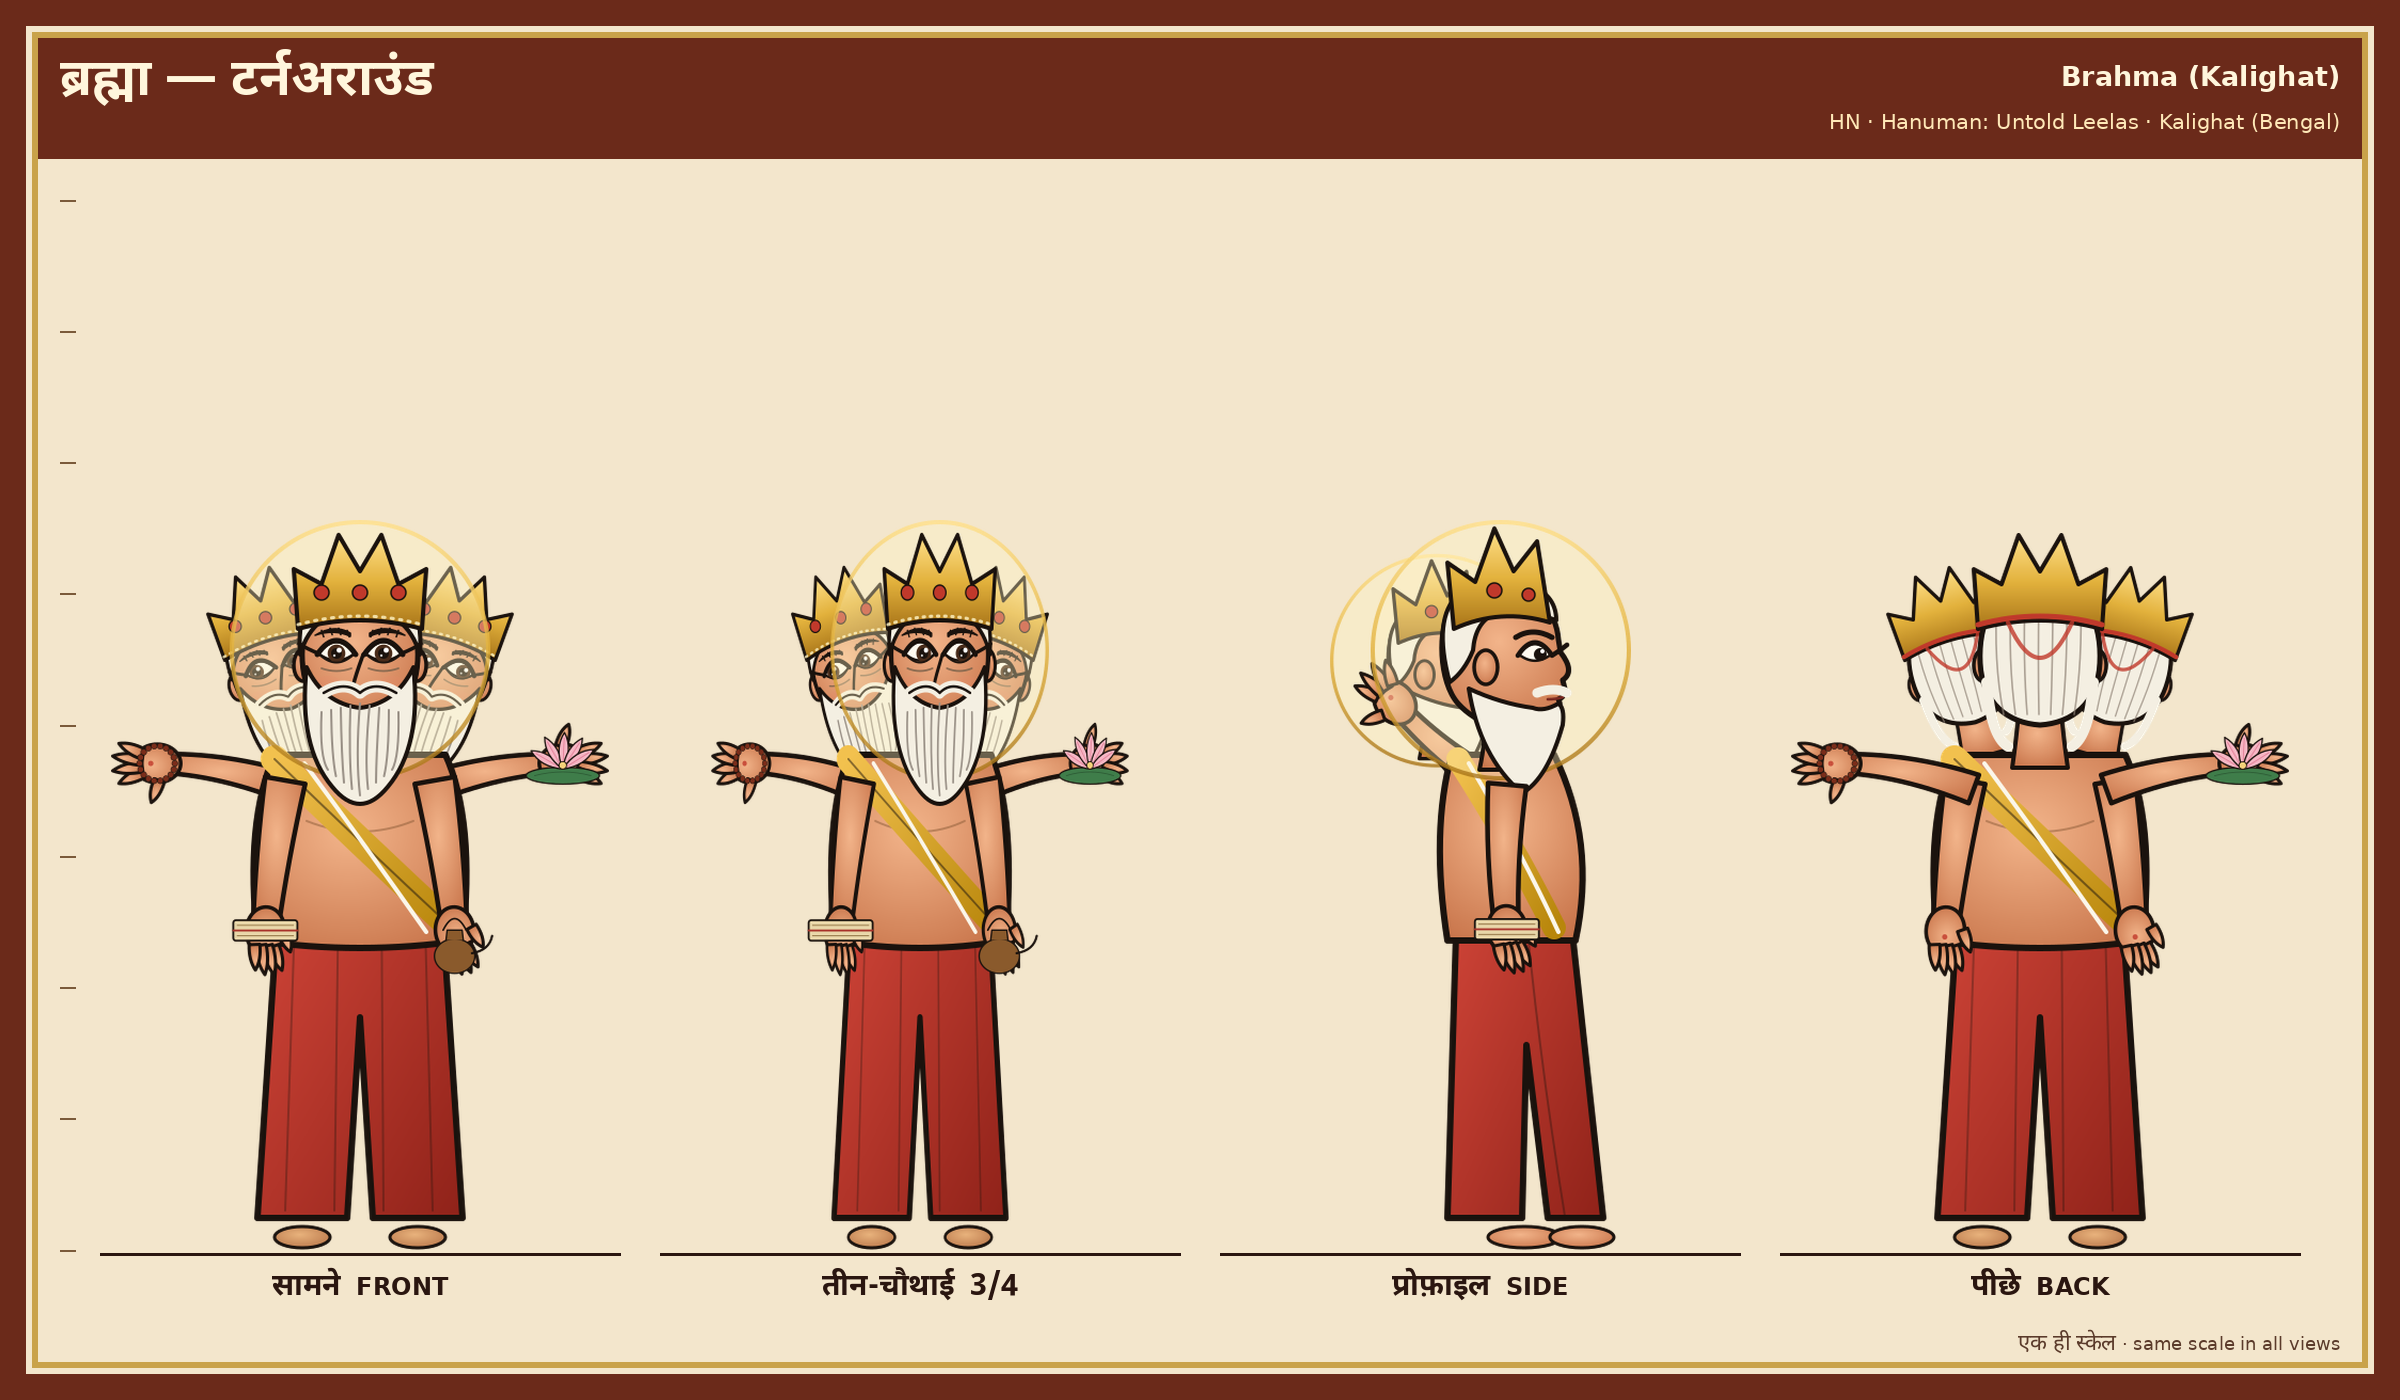 ब्रह्मा — टर्नअराउंड
Brahma (Kalighat)
HN · Hanuman: Untold Leelas · Kalighat (Bengal)
सामने FRONT
तीन-चौथाई 3/4
प्रोफ़ाइल SIDE
पीछे BACK
एक ही स्केल · same scale in all views